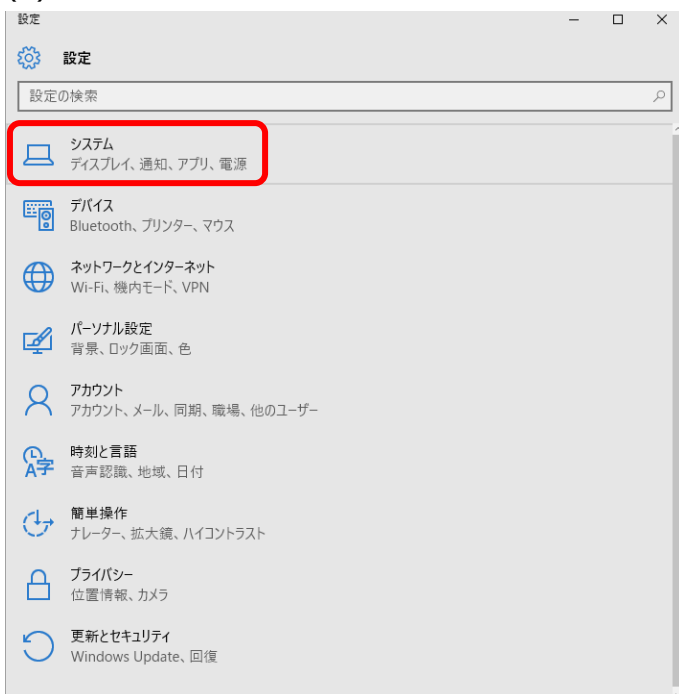 設定
設定
設定の検索
システム
ディスプレイ、通知、アプリ、電源
デバイス
Bluetooth、プリンター、マウス
ネットワークとインターネット
Wi-Fi、機内モード、VPN
パーソナル設定
背景、ロック画面、色
アカウント
アカウント、メール、同期、職場、他のユーザー
時刻と言語
音声認識、地域、日付
簡単操作
ナレーター、拡大鏡、ハイコントラスト
プライバシー
位置情報、カメラ
更新とセキュリティ
Windows Update、回復